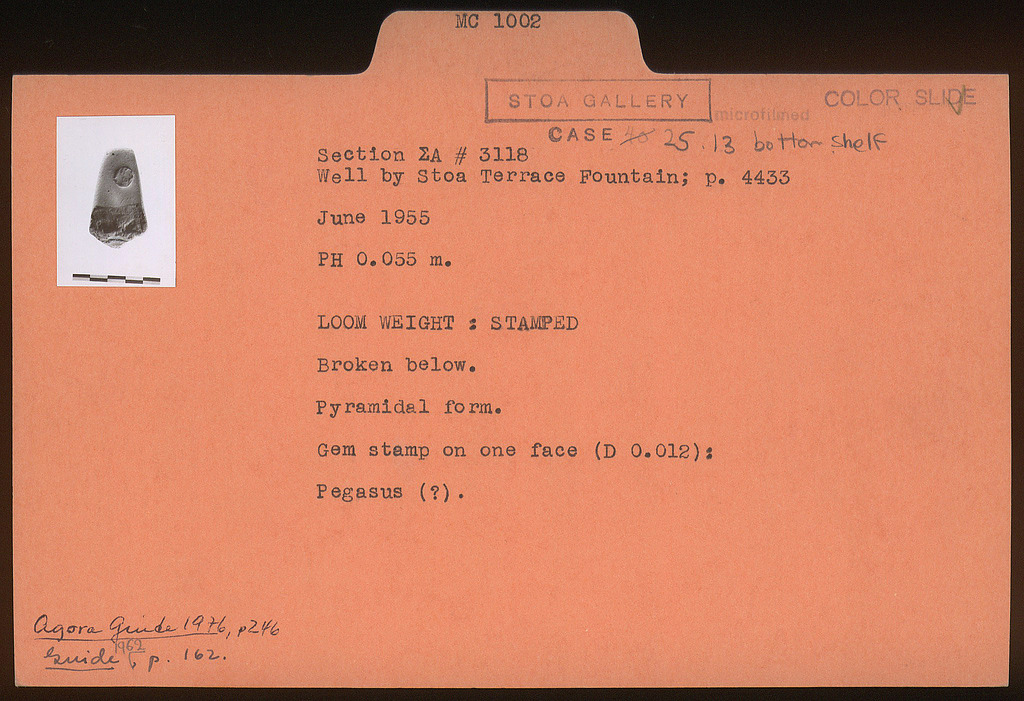 MC 1002
STOA GALLERY
microfilmed
COLOR SLIDE
CASE 25.13 bottom shelf
Section ΣA # 3118
Well by Stoa Terrace Fountain; p. 4433
June 1955
PH 0.055 m.
LOOM WEIGHT : STAMPED
Broken below.
Pyramidal form.
Gem stamp on one face (D 0.012):
Pegasus (?).
Agora Guide 1976, p246
Guide 1962, p. 162.